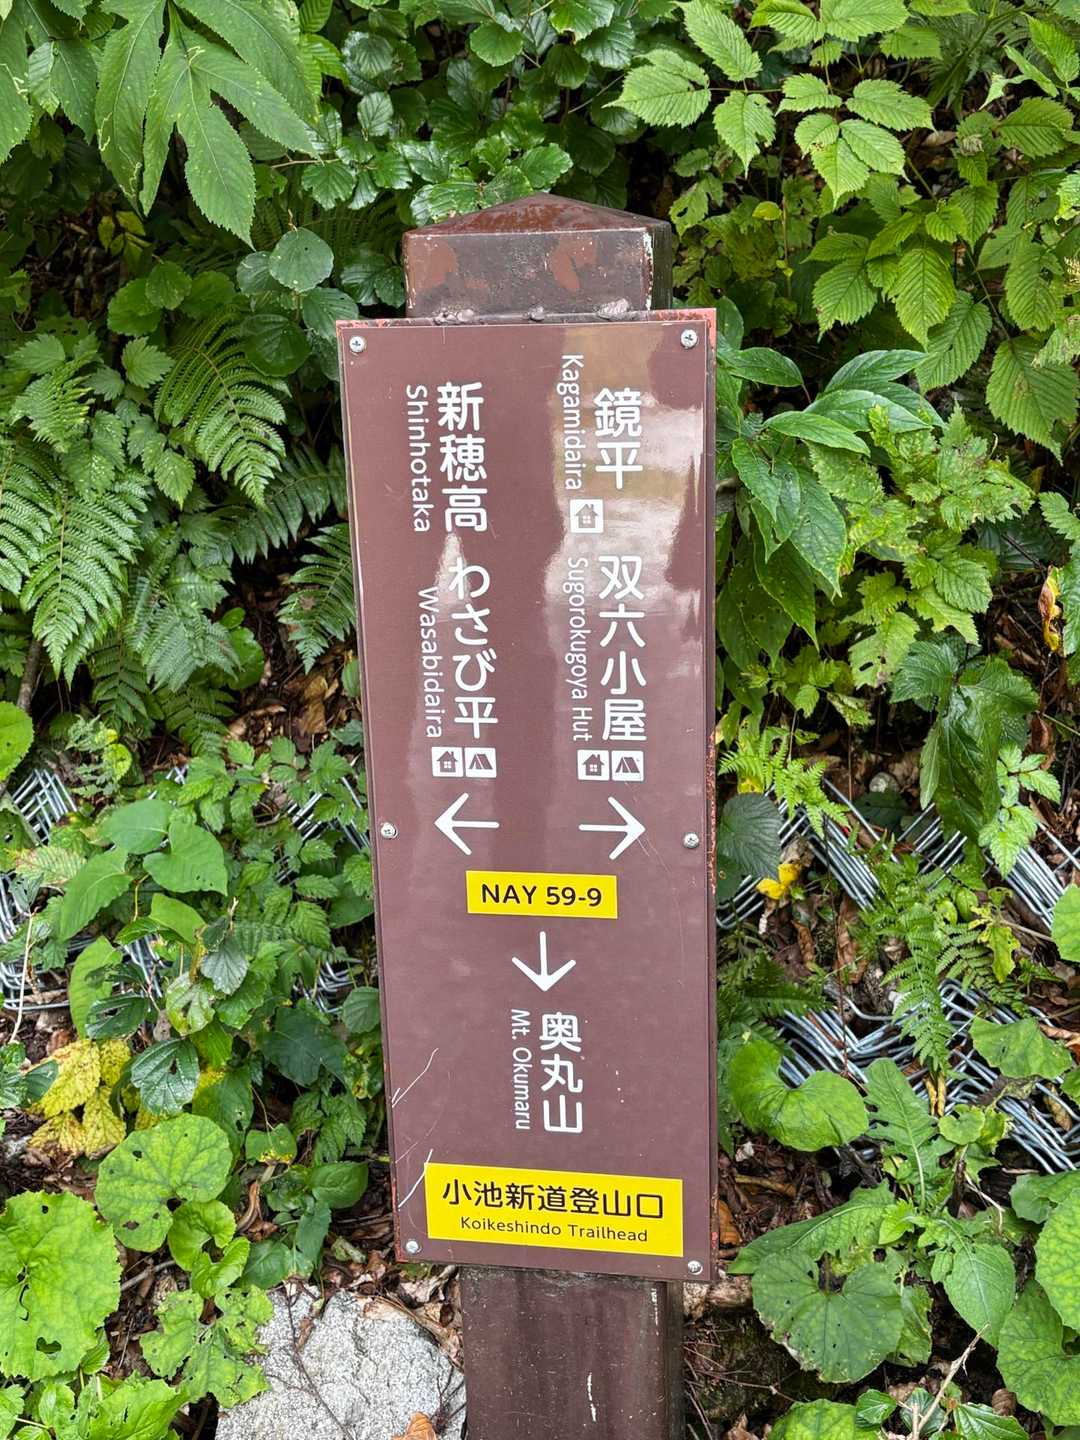 鏡平 双六小屋
Kagamidaira Sugorokugoya Hut
新穂高 わさび平
Shinhotaka Wasabidaira
NAY 59-9
奥丸山
Mt. Okumaru
小池新道登山口
Koikeshindo Trailhead